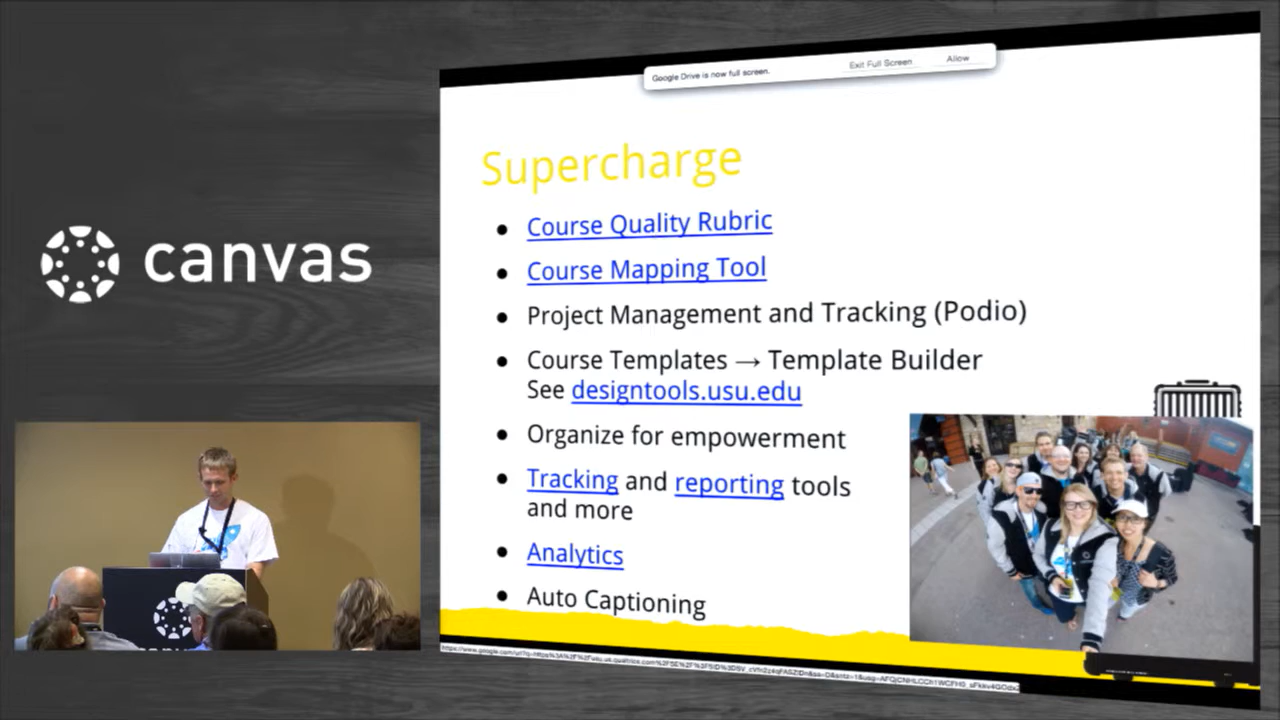 Google Drive is now full screen. Exit Full Screen Allow
Supercharge
• Course Quality Rubric
• Course Mapping Tool
• Project Management and Tracking (Podio)
• Course Templates → Template Builder
See designtools.usu.edu
• Organize for empowerment
• Tracking and reporting tools
and more
• Analytics
• Auto Captioning
canvas
canvas